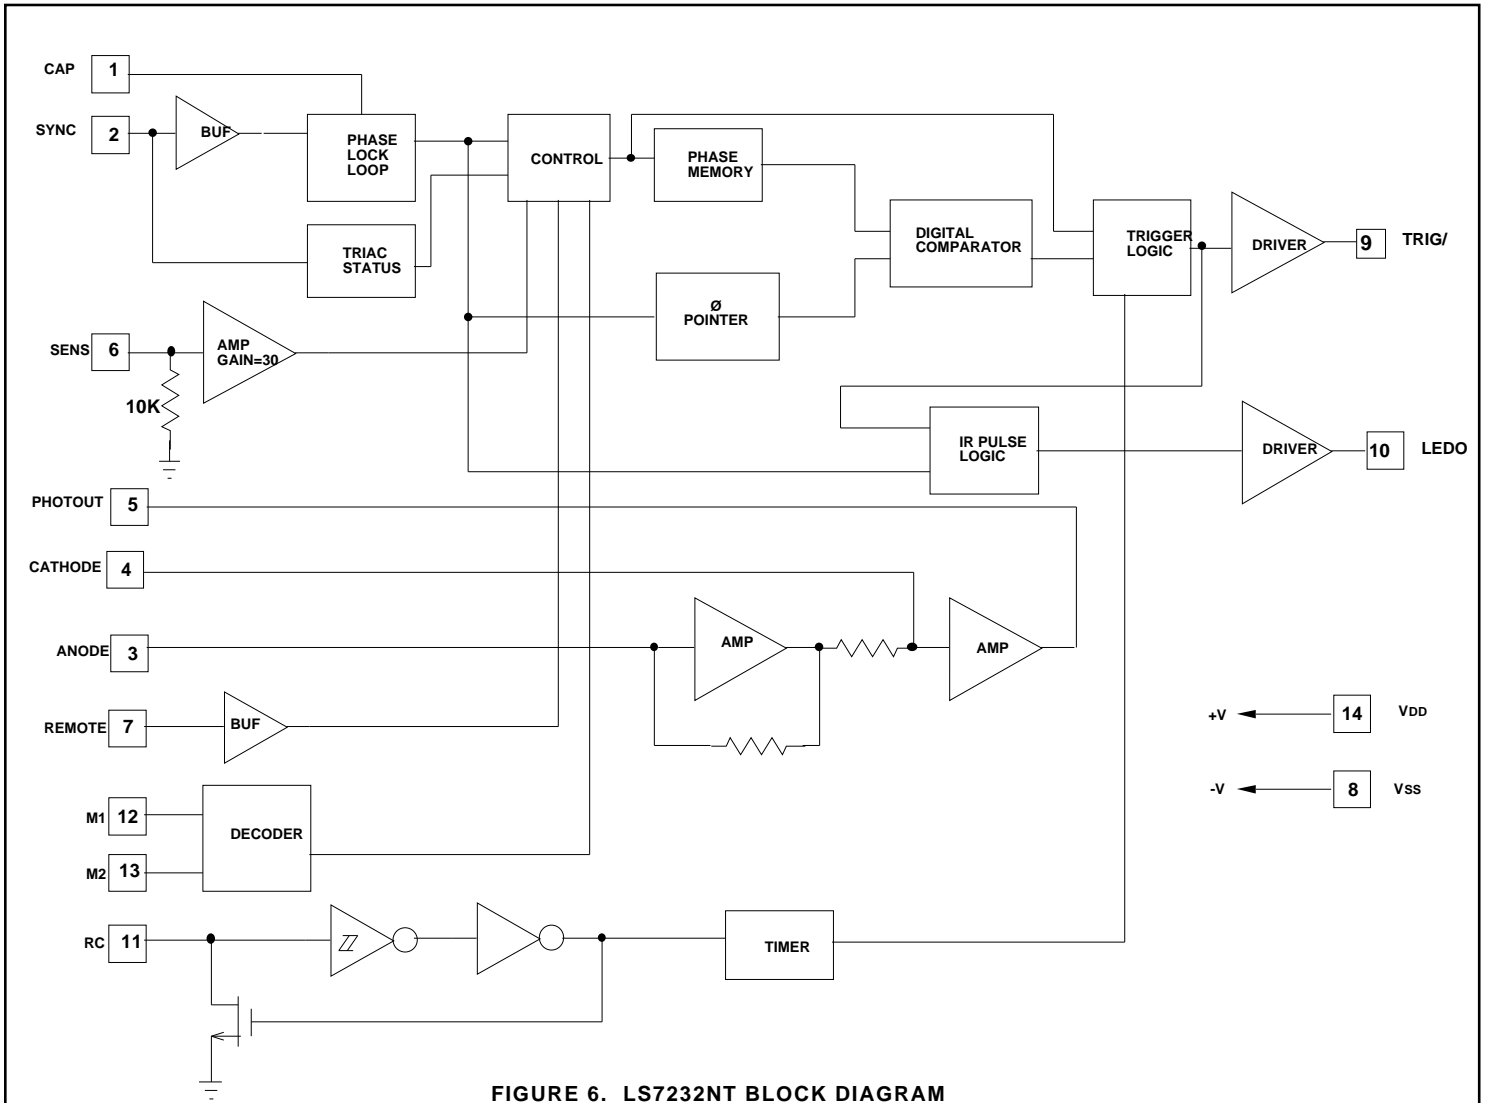 CAP 1
SYNC 2
BUF
PHASE
LOCK
LOOP
CONTROL
PHASE
MEMORY
TRIAC
STATUS
DIGITAL
COMPARATOR
TRIGGER
LOGIC
DRIVER
9 TRIG/
Ø
POINTER
SENS 6
AMP
GAIN=30
10K
IR PULSE
LOGIC
DRIVER
10 LEDO
PHOTOUT 5
CATHODE 4
ANODE 3
AMP
AMP
REMOTE 7
BUF
+V 14 VDD
-V 8 VSS
M1 12
DECODER
M2 13
RC 11
TIMER
FIGURE 6. LS7232NT BLOCK DIAGRAM